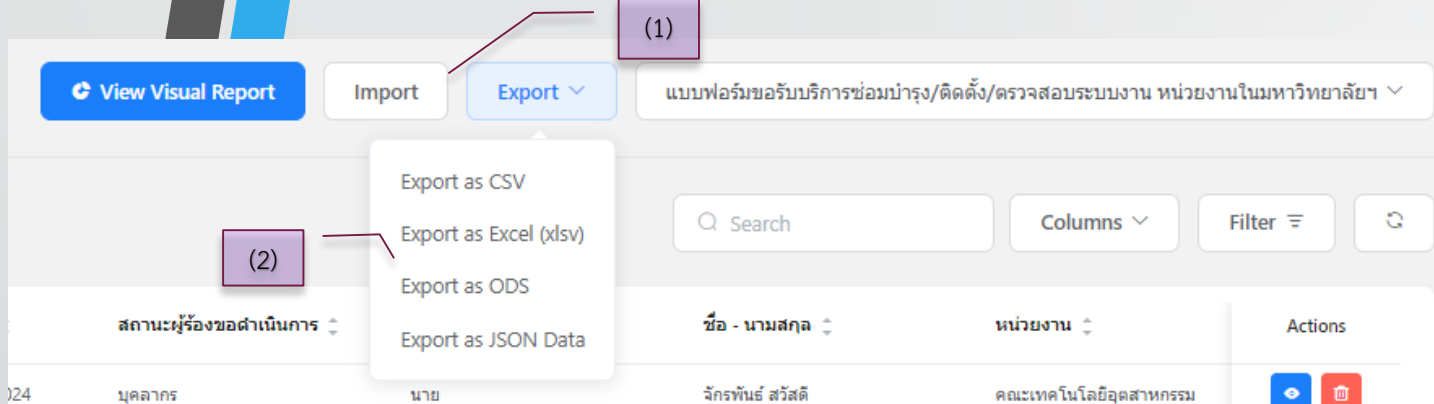 (1)
View Visual Report Import Export แบบฟอร์มขอรับบริการซ่อมบำรุง/ติดตั้ง/ตรวจสอบระบบงาน หน่วยงานในมหาวิทยาลัยฯ
Export as CSV
Search Columns Filter
Export as Excel (xlsv)
(2)
Export as ODS
สถานะผู้ร้องขอดำเนินการ ชื่อ - นามสกุล หน่วยงาน Actions
Export as JSON Data
024 บุคลากร นาย จักรพันธ์ สวัสดี คณะเทคโนโลยีอุตสาหกรรม